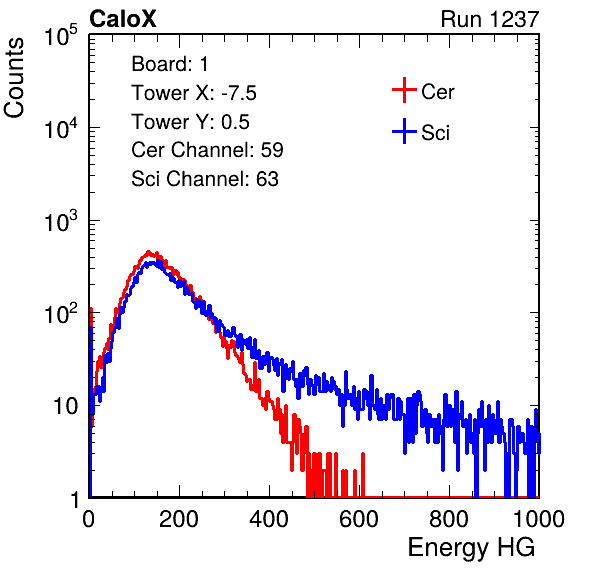 CaloX Run 1237
Counts
Board: 1
Tower X: -7.5
Tower Y: 0.5
Cer Channel: 59
Sci Channel: 63
Cer
Sci
10^5
10^4
10^3
10^2
10
1
0 200 400 600 800 1000
Energy HG